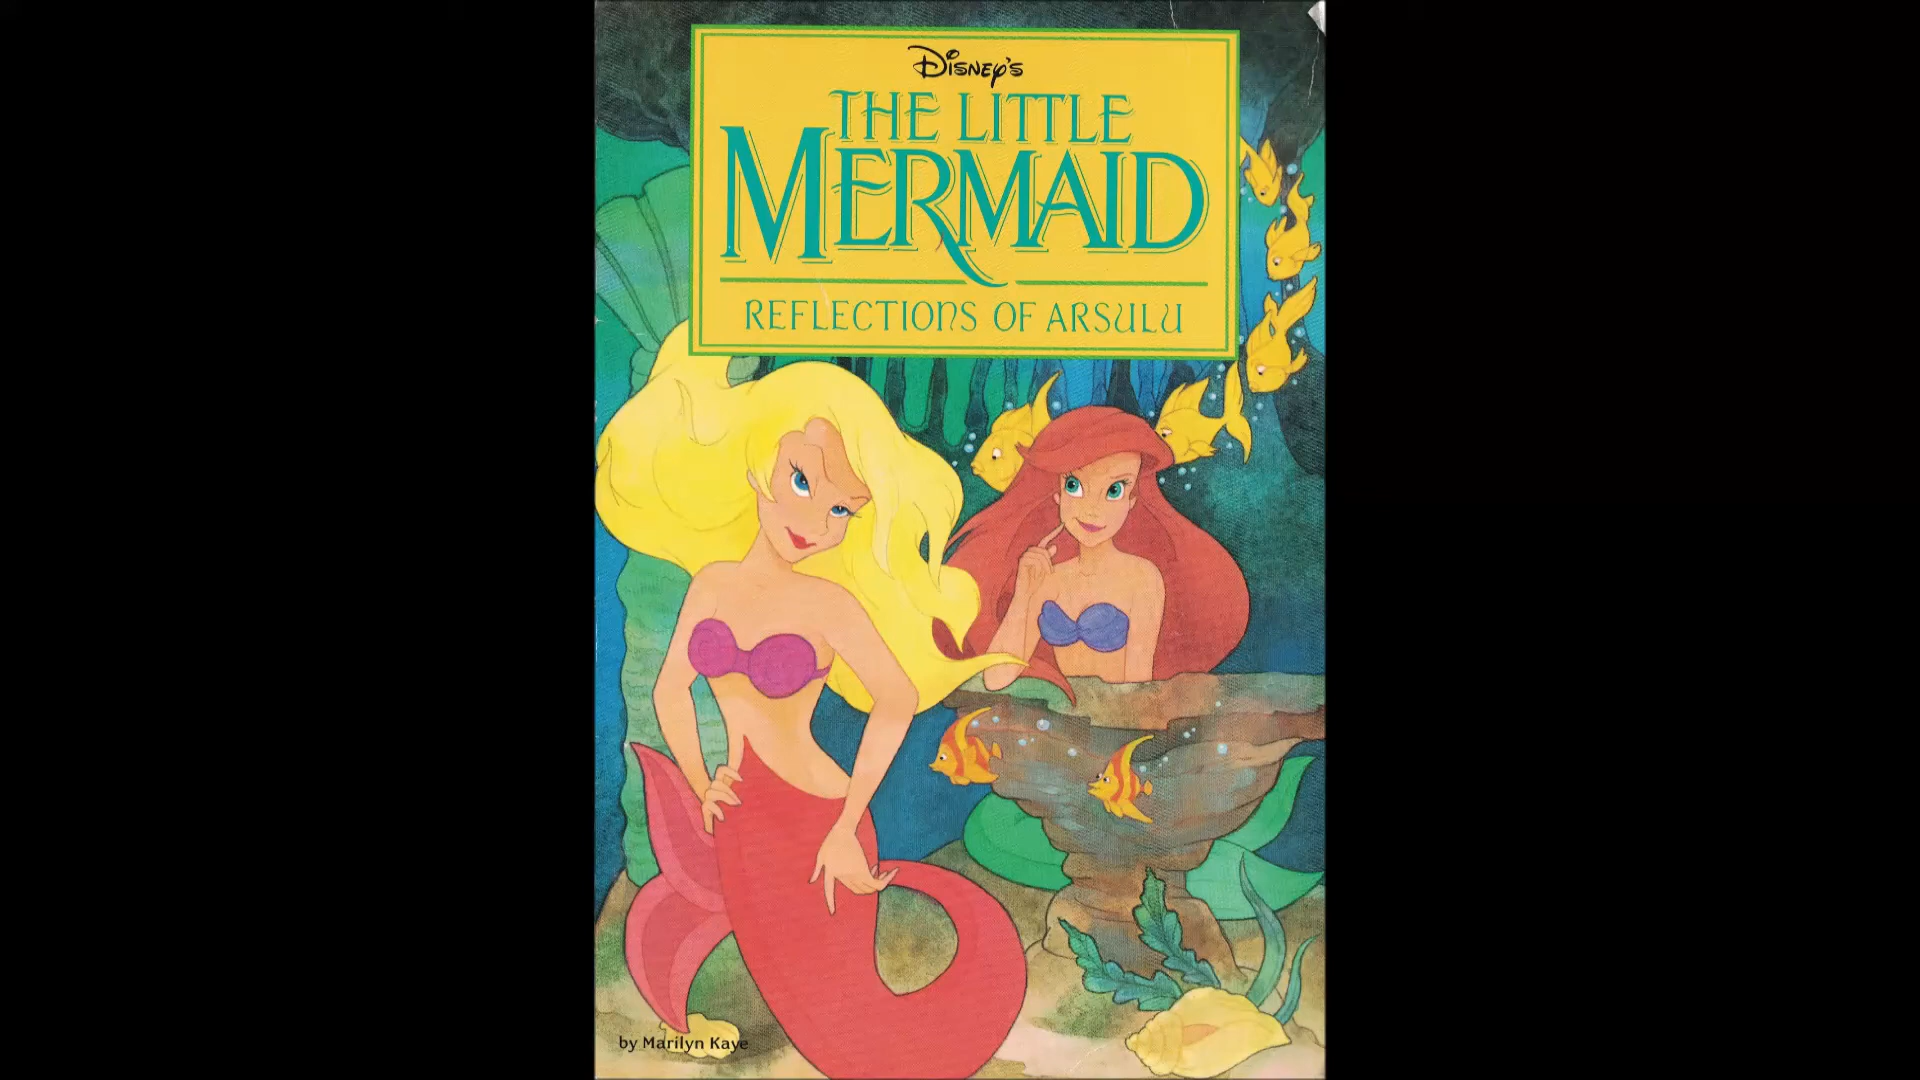 Disney's
THE LITTLE
MERMAID
REFLECTIONS OF ARSULU
by Marilyn Kaye